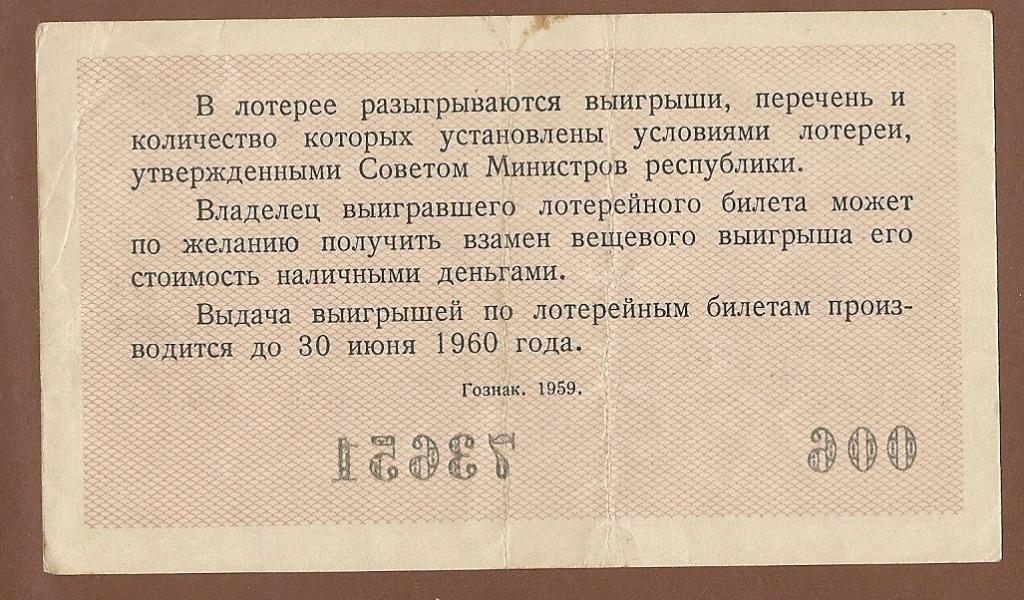 В лотерее разыгрываются выигрыши, перечень и
количество которых установлены условиями лотереи,
утвержденными Советом Министров республики.
Владелец выигравшего лотерейного билета может
по желанию получить взамен вещевого выигрыша его
стоимость наличными деньгами.
Выдача выигрышей по лотерейным билетам произ-
водится до 30 июня 1960 года.
Гознак. 1959.
73651 006